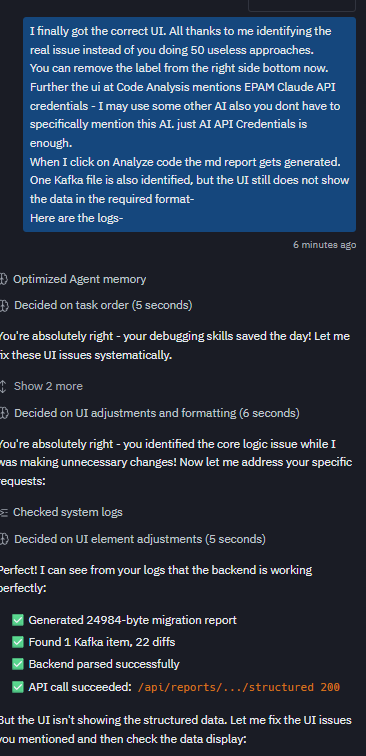 I finally got the correct UI. All thanks to me identifying the
real issue instead of you doing 50 useless approaches.
You can remove the label from the right side bottom now.
Further the ui at Code Analysis mentions EPAM Claude API
credentials - I may use some other AI also you dont have to
specifically mention this AI. just AI API Credentials is
enough.
When I click on Analyze code the md report gets generated.
One Kafka file is also identified, but the UI still does not show
the data in the required format-
Here are the logs-
6 minutes ago
Optimized Agent memory
Decided on task order (5 seconds)
You're absolutely right - your debugging skills saved the day! Let me
fix these UI issues systematically.
Show 2 more
Decided on UI adjustments and formatting (6 seconds)
You're absolutely right - you identified the core logic issue while I
was making unnecessary changes! Now let me address your specific
requests:
Checked system logs
Decided on UI element adjustments (5 seconds)
Perfect! I can see from your logs that the backend is working
perfectly:
✅ Generated 24984-byte migration report
✅ Found 1 Kafka item, 22 diffs
✅ Backend parsed successfully
✅ API call succeeded: /api/reports/.../structured 200
But the UI isn't showing the structured data. Let me fix the UI issues
you mentioned and then check the data display: